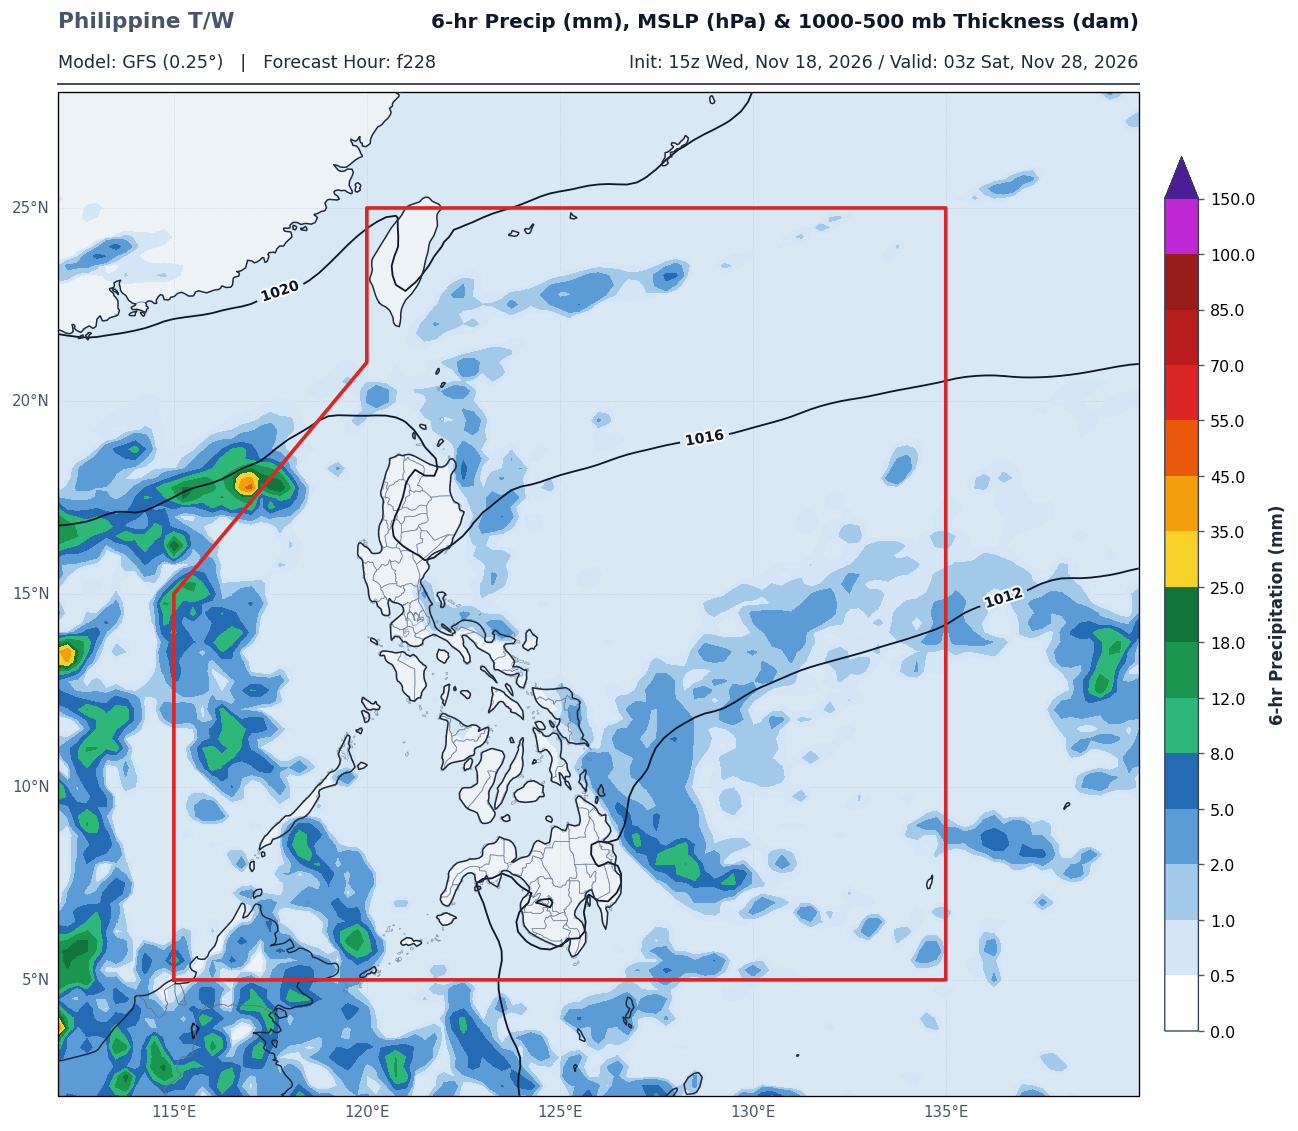 Philippine T/W
6-hr Precip (mm), MSLP (hPa) & 1000-500 mb Thickness (dam)
Model: GFS (0.25°) | Forecast Hour: f228
Init: 15z Wed, Nov 18, 2026 / Valid: 03z Sat, Nov 28, 2026
25°N
20°N
15°N
10°N
5°N
1020
1016
1012
115°E
120°E
125°E
130°E
135°E
150.0
100.0
85.0
70.0
55.0
45.0
35.0
25.0
18.0
12.0
8.0
5.0
2.0
1.0
0.5
0.0
6-hr Precipitation (mm)